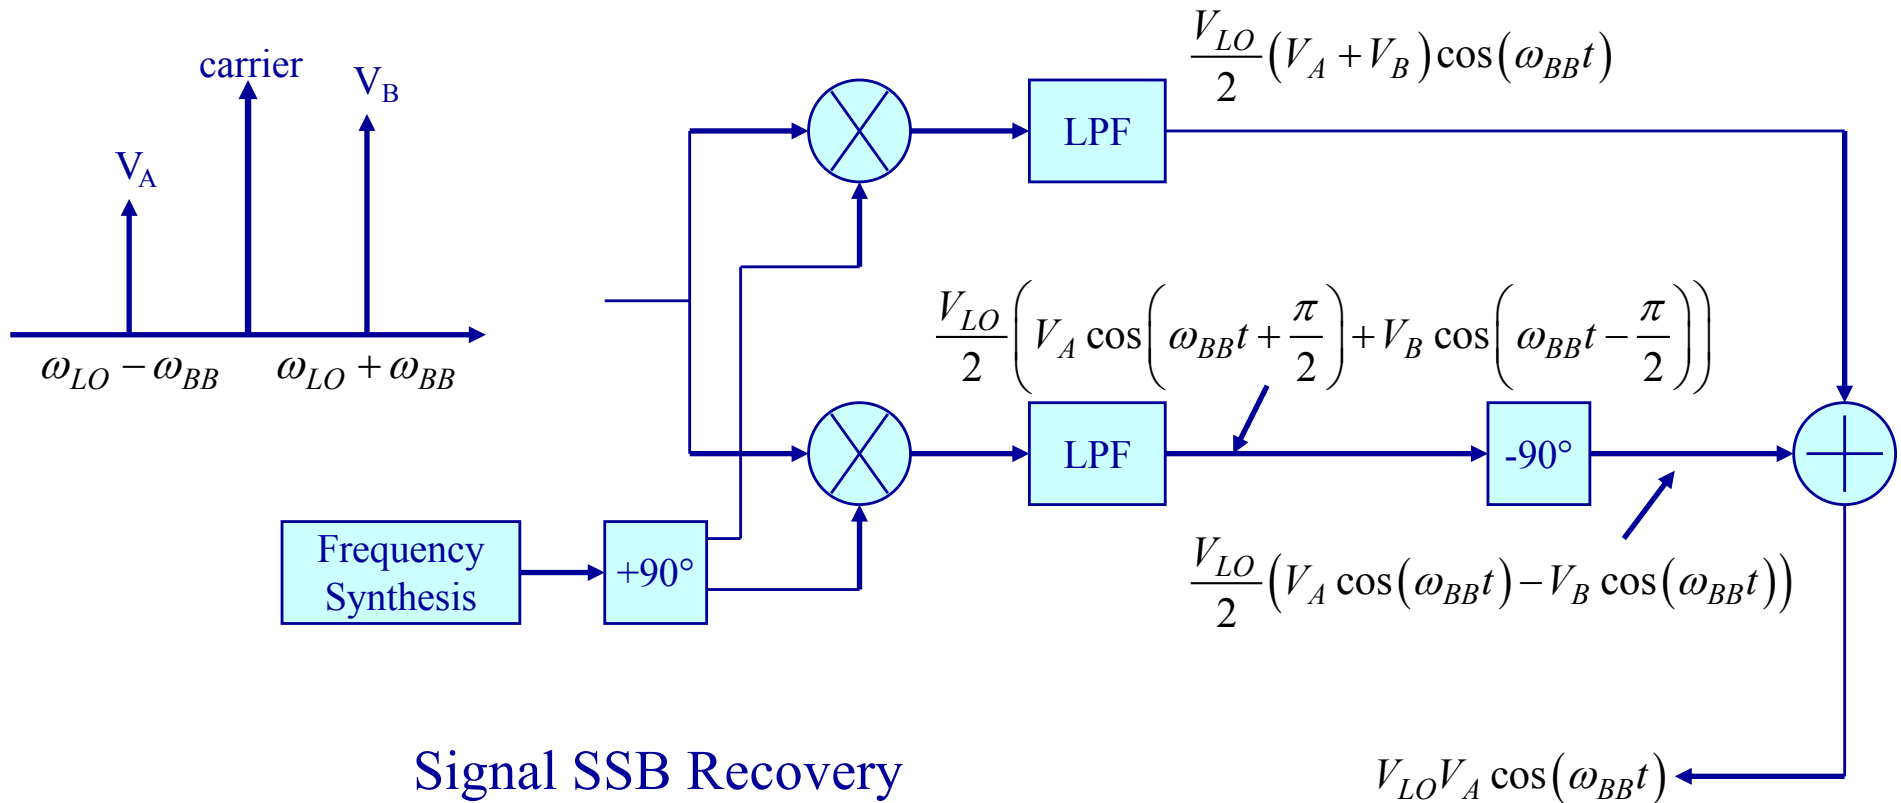 carrier
V_B
V_A
ω_LO − ω_BB
ω_LO + ω_BB
LPF
V_LO/2 (V_A + V_B) cos(ω_BB t)
V_LO/2 (V_A cos(ω_BB t + π/2) + V_B cos(ω_BB t − π/2))
LPF
-90°
V_LO/2 (V_A cos(ω_BB t) − V_B cos(ω_BB t))
Frequency
Synthesis
+90°
Signal SSB Recovery
V_LO V_A cos(ω_BB t)